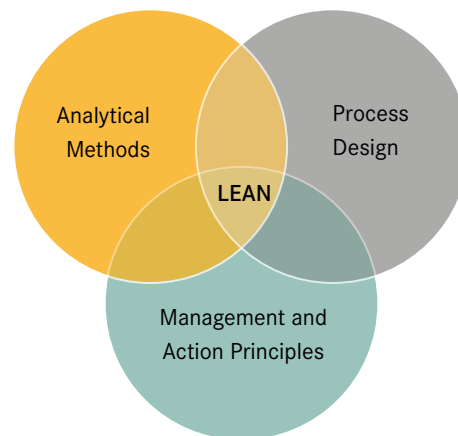 Analytical
Methods
Process
Design
LEAN
Management and
Action Principles